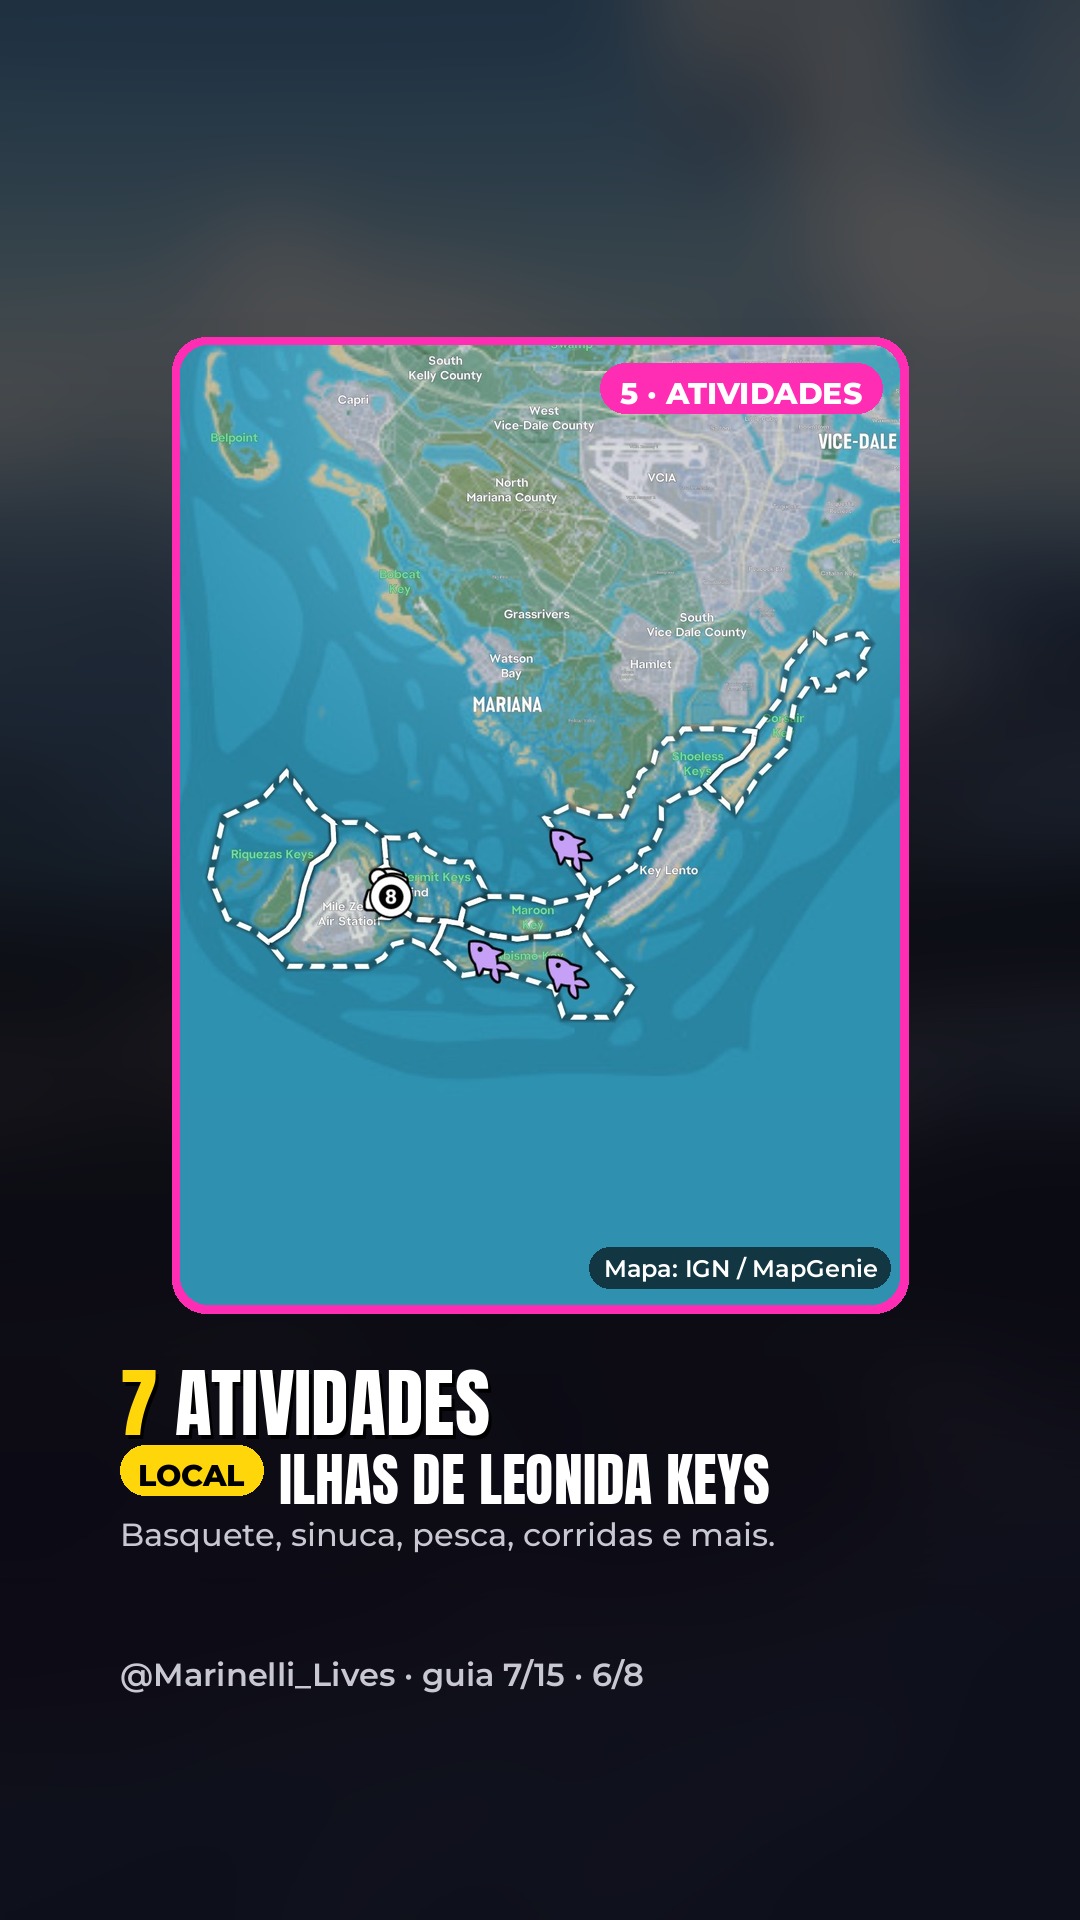 South
Kelly County
5 · ATIVIDADES
Capri
West
Vice-Dale County
Belpoint
VICE-DALE
VCIA
North
Mariana County
Bobcat
Key
Grassrivers
South
Vice Dale County
Watson
Bay
Hamlet
MARIANA
Shoeless
Keys
Riquezas Keys
Key Lento
8
Air Station
Maroon
Key
Mapa: IGN / MapGenie
7 ATIVIDADES
LOCAL ILHAS DE LEONIDA KEYS
Basquete, sinuca, pesca, corridas e mais.
@Marinelli_Lives · guia 7/15 · 6/8